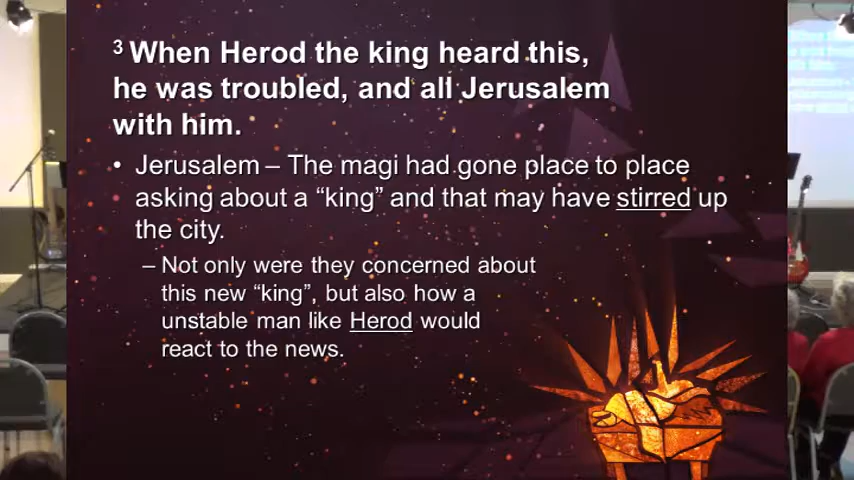 3 When Herod the king heard this,
he was troubled, and all Jerusalem
with him.
• Jerusalem – The magi had gone place to place
asking about a “king” and that may have stirred up
the city.
– Not only were they concerned about
this new “king”, but also how a
unstable man like Herod would
react to the news.